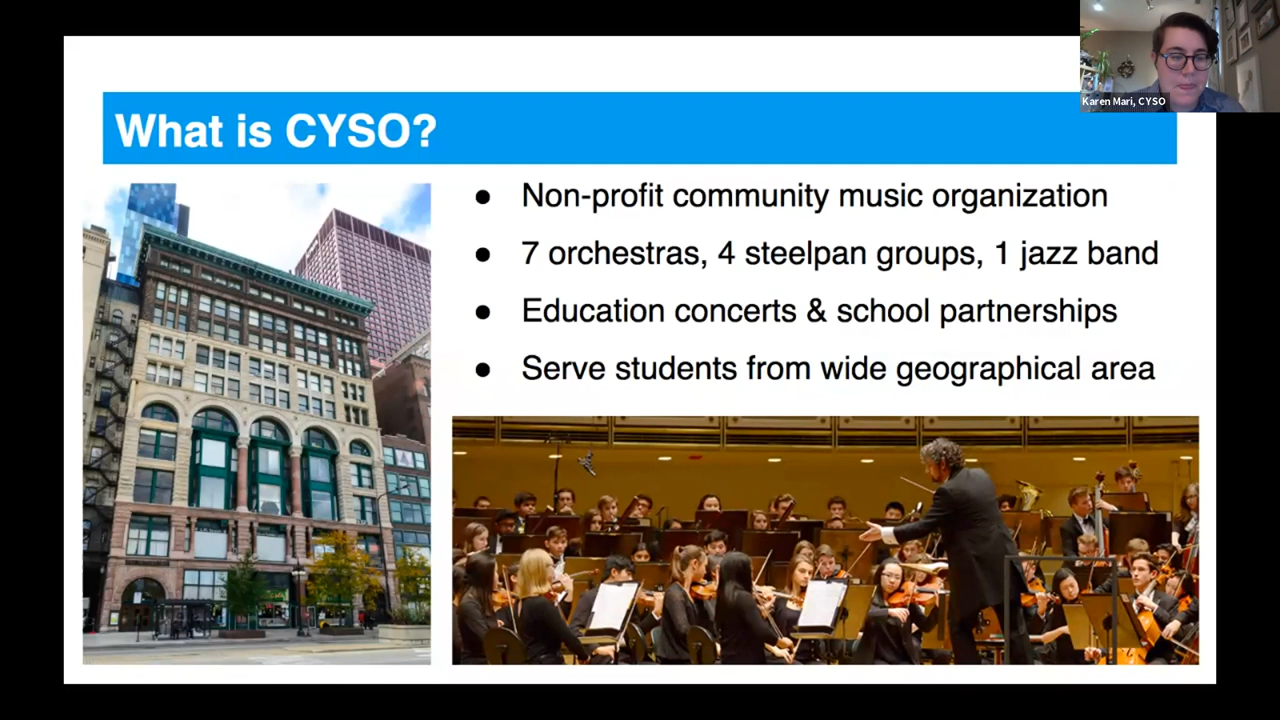 Karen Mari, CYSO
What is CYSO?
● Non-profit community music organization
● 7 orchestras, 4 steelpan groups, 1 jazz band
● Education concerts & school partnerships
● Serve students from wide geographical area